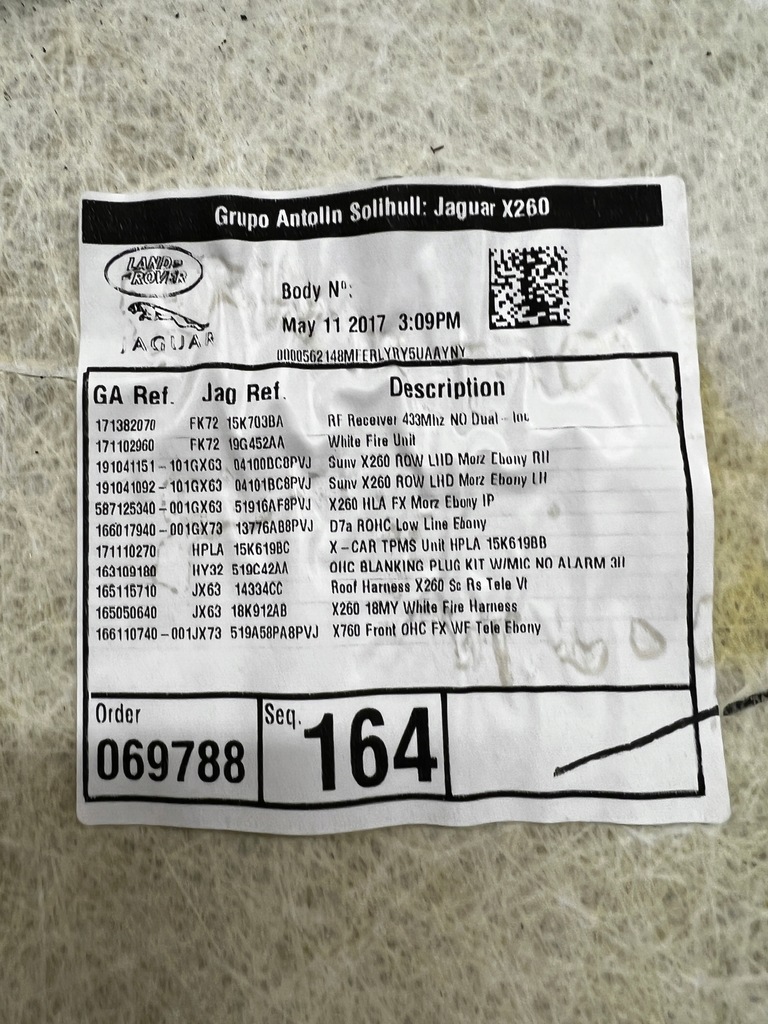 Grupo Antolin Solihull: Jaguar X260
LAND-
ROVER
JAGUAR
Body Nº:
May 11 2017 3:09PM
GA Ref. Jag Ref. Description
171382070 FK72 15K703BA RF Receiver 433Mhz NO Dual - Inc
171102960 FK72 19G452AA White Fire Unit
191041151-101GX63 04100BC8PVJ Sunv X260 ROW LHD Morz Ebony RH
191041092-101GX63 04101BC8PVJ Sunv X260 ROW LHD Morz Ebony LH
587125340-001GX63 51916AF8PVJ X260 HLA FX Morz Ebony IP
166017940-001GX73 13776AB8PVJ D7a ROHC Low Line Ebony
171110270 HPLA 15K619BC X-CAR TPMS Unit HPLA 15K619BB
163109180 HY32 519C42AA OHC BLANKING PLUG KIT W/MIC NO ALARM
165115710 JX63 14334CC Roof Harness X260 Sc Rs Tele Vt
165050640 JX63 18K912AB X260 18MY White Fire Harness
166110740-001JX73 519A58PA8PVJ X760 Front OHC FX WF Tele Ebony
Order
069788
Seq.
164